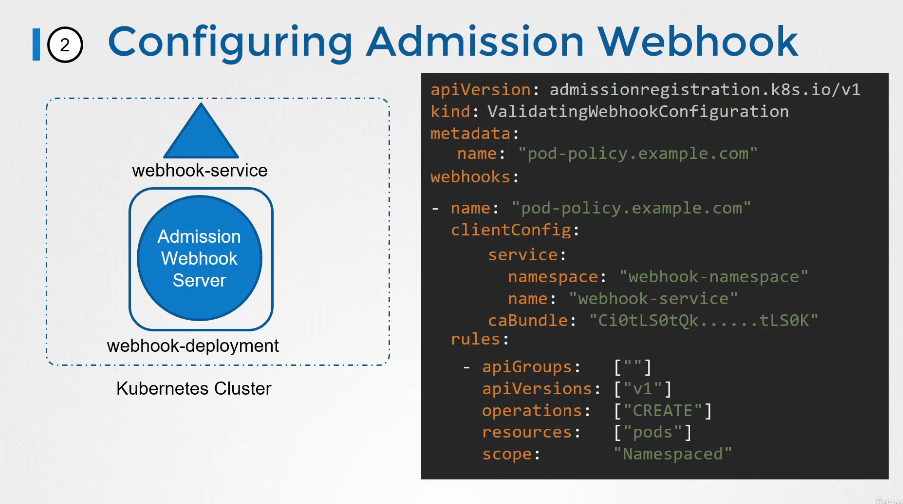 2
Configuring Admission Webhook
webhook-service
Admission
Webhook
Server
webhook-deployment
Kubernetes Cluster
apiVersion: admissionregistration.k8s.io/v1
kind: ValidatingWebhookConfiguration
metadata:
name: "pod-policy.example.com"
webhooks:
- name: "pod-policy.example.com"
clientConfig:
service:
namespace: "webhook-namespace"
name: "webhook-service"
caBundle: "Ci0tLS0tQk......tLS0K"
rules:
- apiGroups: [""]
apiVersions: ["v1"]
operations: ["CREATE"]
resources: ["pods"]
scope: "Namespaced"